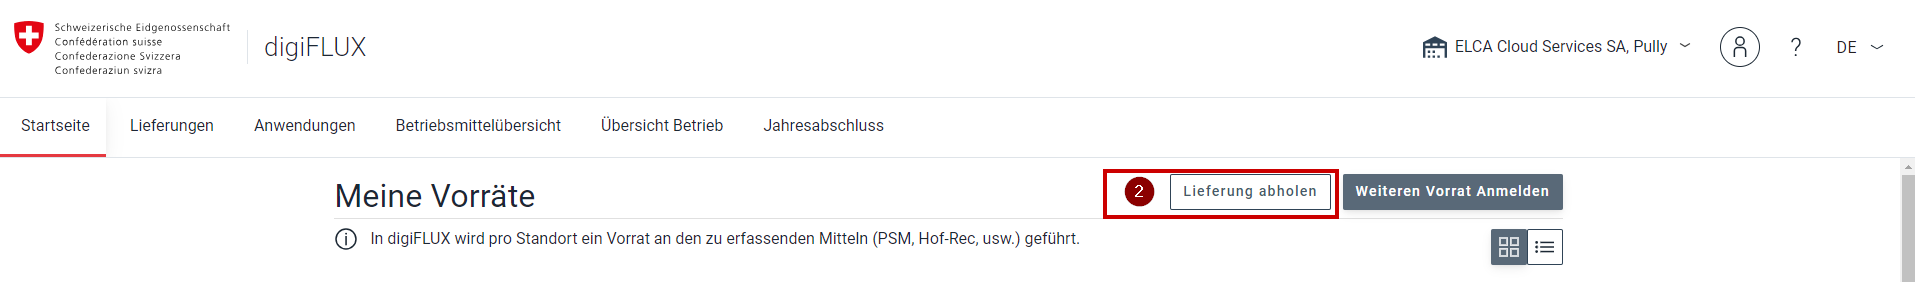 Schweizerische Eidgenossenschaft
Confédération suisse
Confederazione Svizzera
Confederaziun svizra
digiFLUX
ELCA Cloud Services SA, Pully
?
DE
Startseite
Lieferungen
Anwendungen
Betriebsmittelübersicht
Übersicht Betrieb
Jahresabschluss
Meine Vorräte
2
Lieferung abholen
Weiteren Vorrat Anmelden
In digiFLUX wird pro Standort ein Vorrat an den zu erfassenden Mitteln (PSM, Hof-Rec, usw.) geführt.